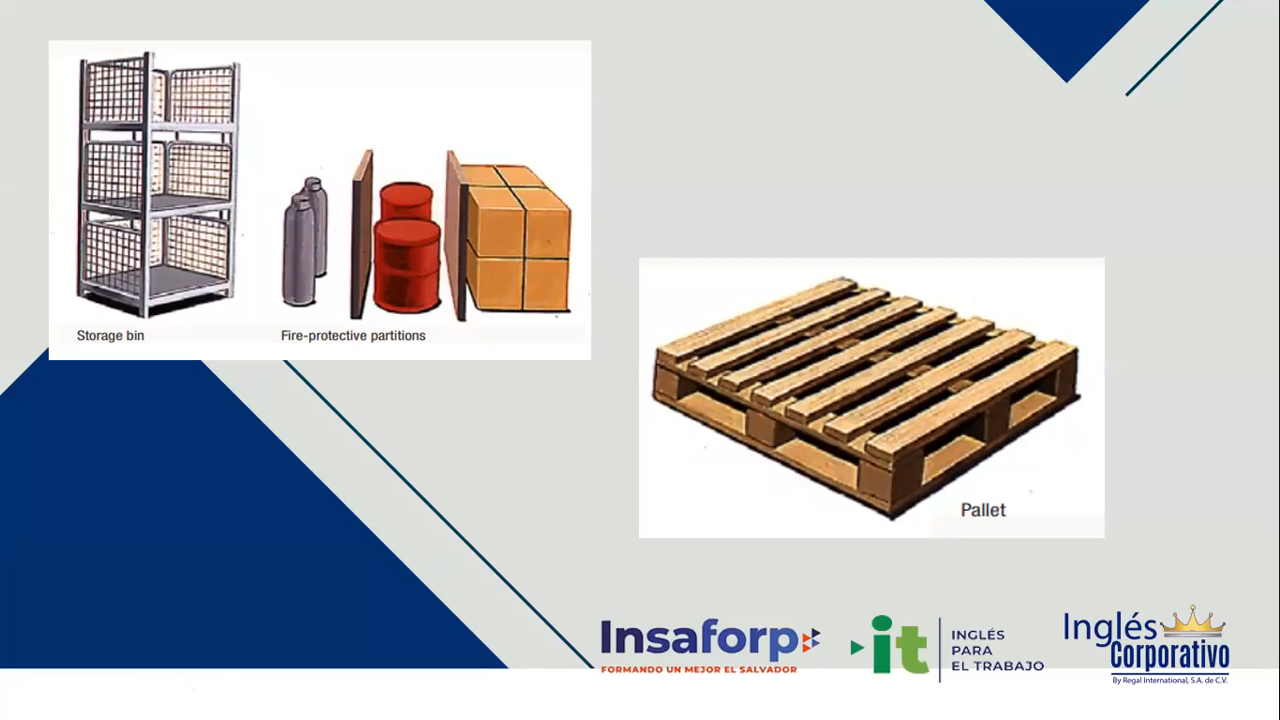 Storage bin
Fire-protective partitions
Pallet
Insaforp
FORMANDO UN MEJOR EL SALVADOR
it
INGLÉS
PARA
EL TRABAJO
Inglés
Corporativo
By Regal International, S.A. de C.V.